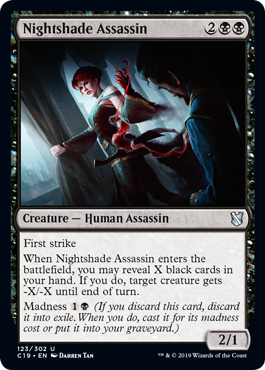 Nightshade Assassin 2
Creature — Human Assassin
First strike
When Nightshade Assassin enters the
battlefield, you may reveal X black cards in
your hand. If you do, target creature gets
-X/-X until end of turn.
Madness 1 (If you discard this card, discard
it into exile. When you do, cast it for its madness
cost or put it into your graveyard.)
2/1
123/302 U
C19 • EN DARREN TAN
™ & © 2019 Wizards of the Coast